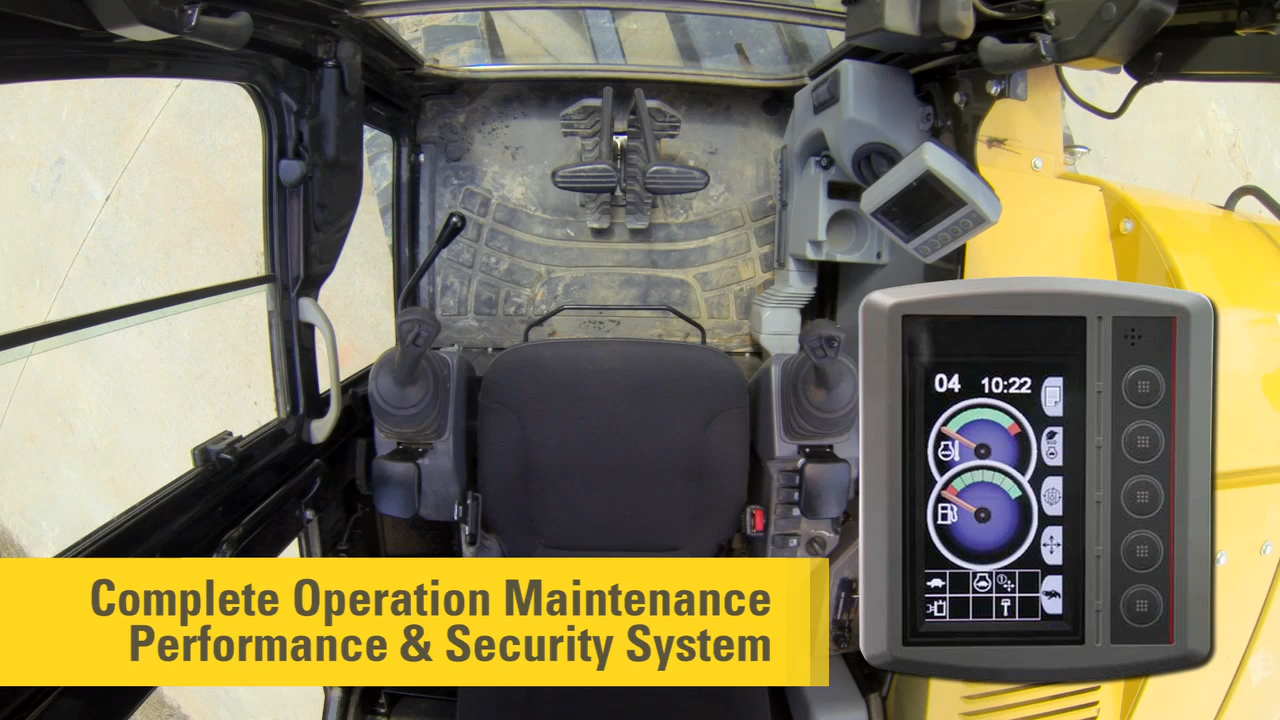 04 10:22
Complete Operation Maintenance
Performance & Security System